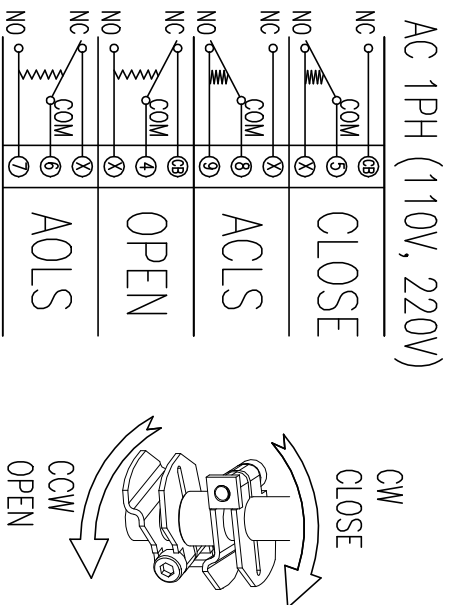 AC 1PH (110V, 220V)
NC CB
COM 5 CLOSE
NO X
NC X
COM 8 ACLS
NO 9
NC CB
COM 4 OPEN
NO X
NC X
COM 6 AOLS
NO 7
CW
CLOSE
CCW
OPEN